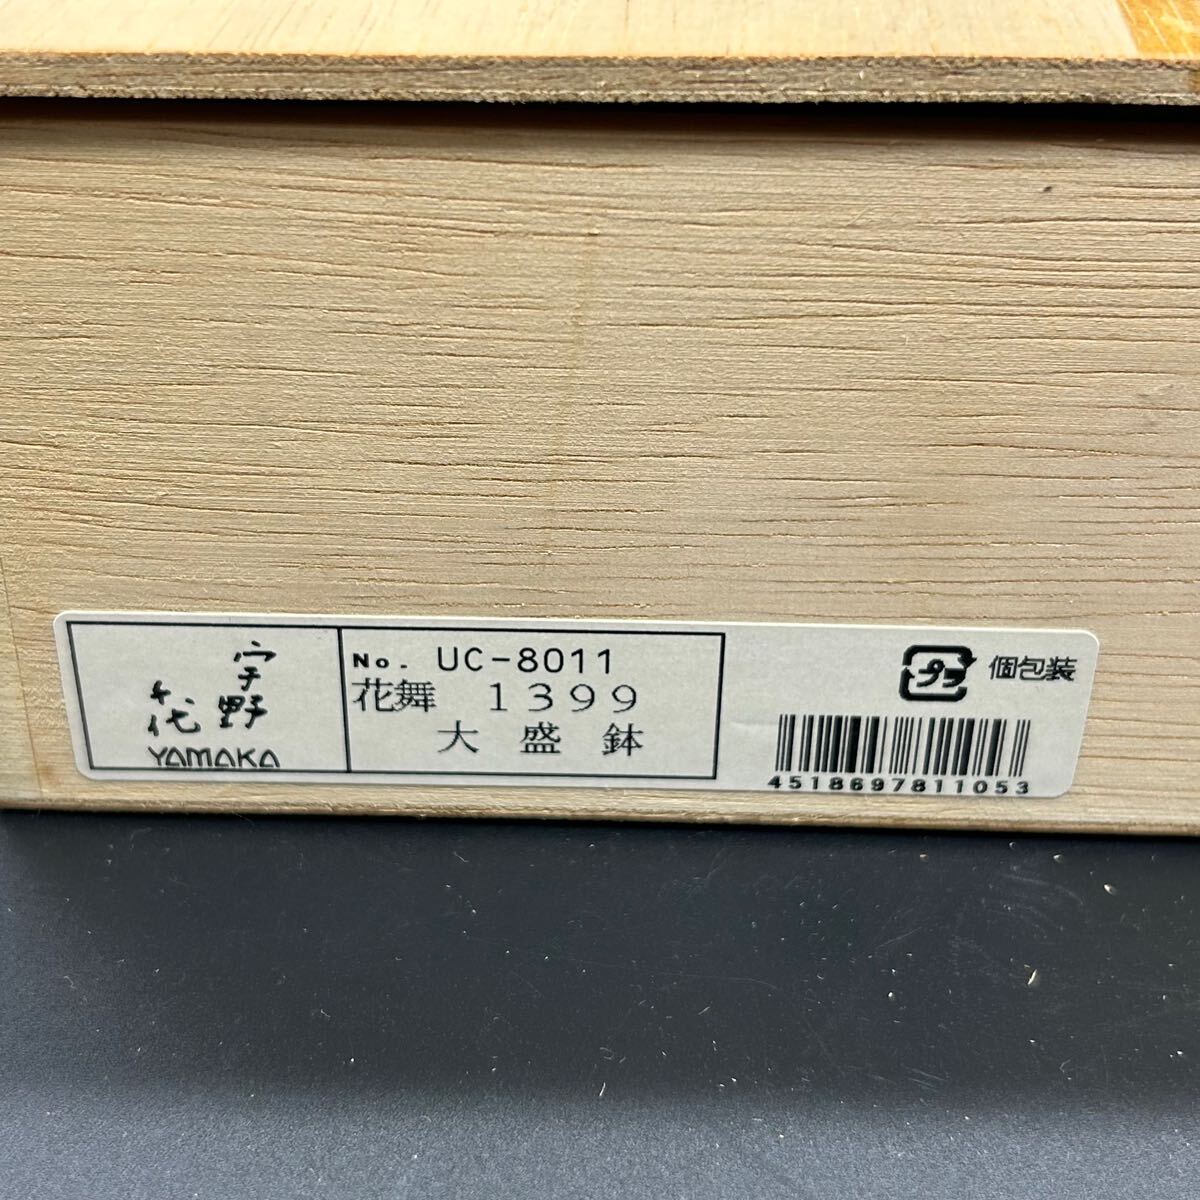 宇野
千代
YAMAKA
No. UC-8011
花舞 1399
大盛鉢
プラ 個包装
4518697811053